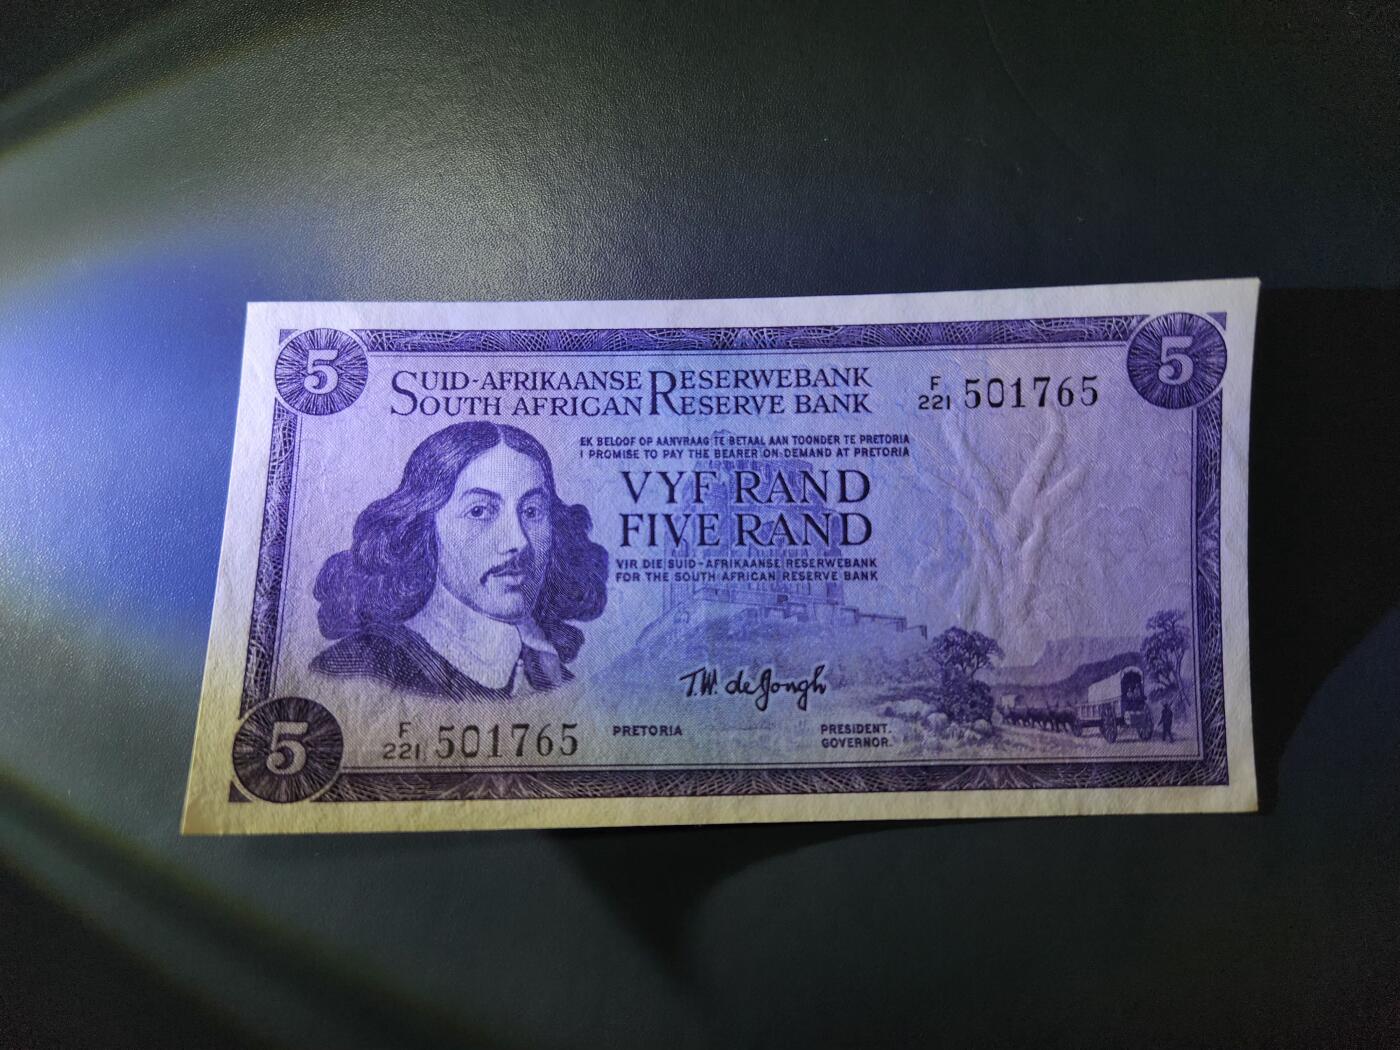 5
5
SUID-AFRIKAANSE RESERWEBANK
SOUTH AFRICAN RESERVE BANK
F
221 501765
EK BELOOF OP AANVRAAG TE BETAAL AAN TOONDER TE PRETORIA
I PROMISE TO PAY THE BEARER ON DEMAND AT PRETORIA
VYF RAND
FIVE RAND
VIR DIE SUID-AFRIKAANSE RESERWEBANK
FOR THE SOUTH AFRICAN RESERVE BANK
T.W. de Jongh
5
F
221 501765
PRETORIA
PRESIDENT.
GOVERNOR.